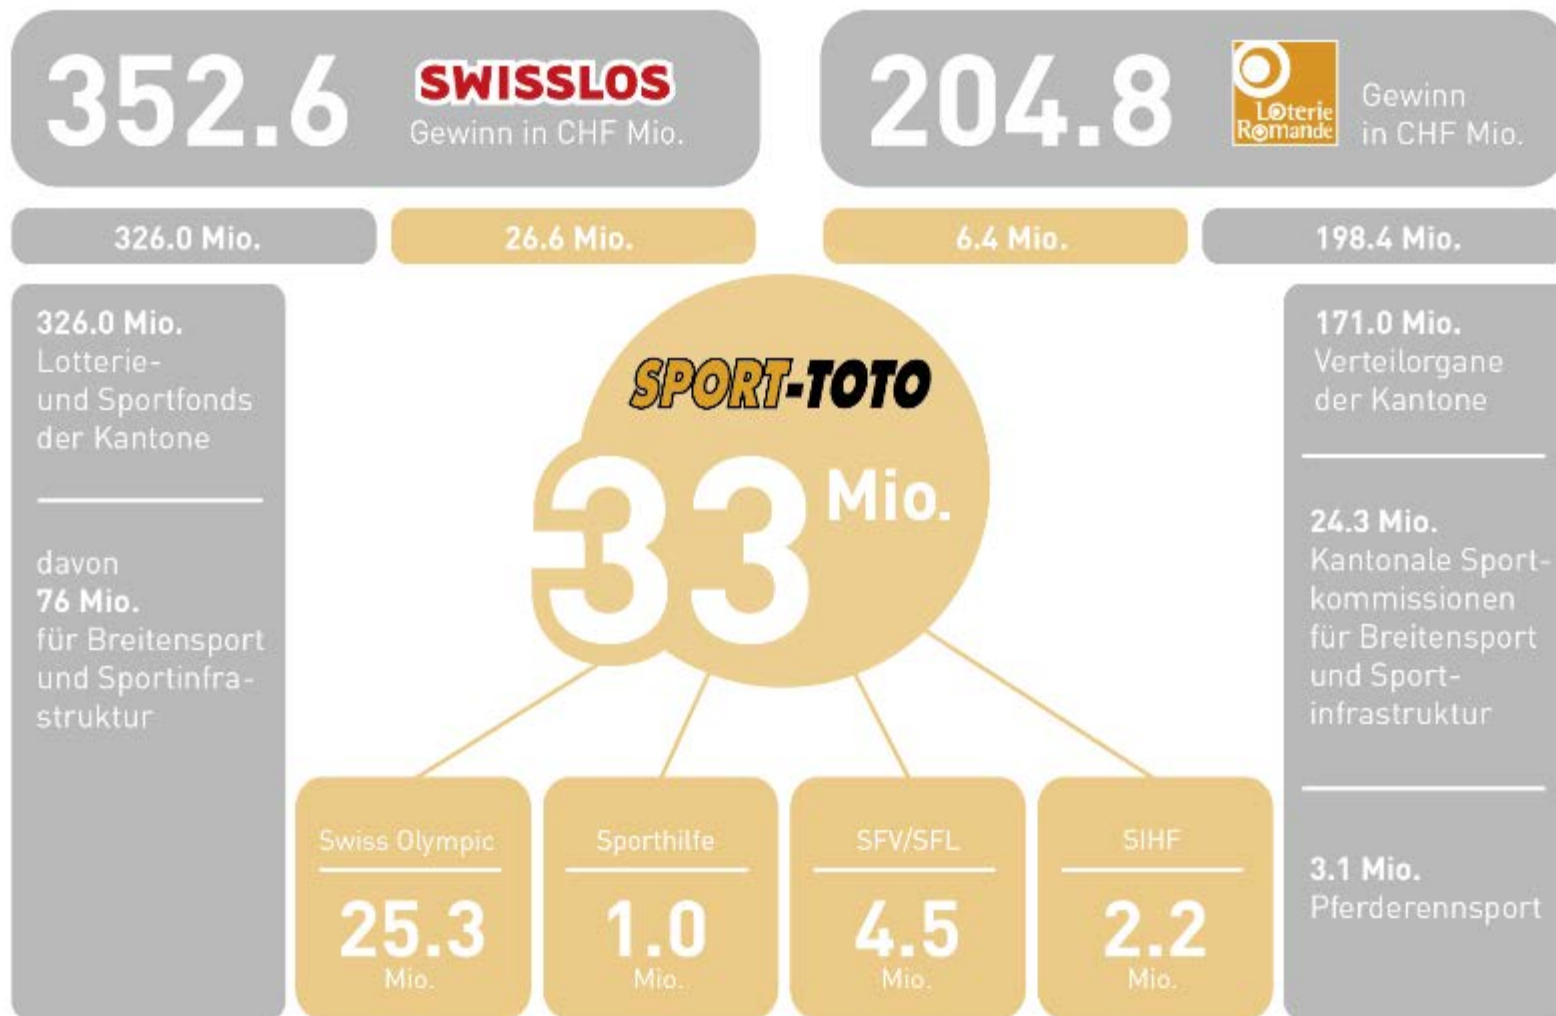 352.6
SWISSLOS
Gewinn in CHF Mio.
204.8
Loterie
Romande
Gewinn
in CHF Mio.
326.0 Mio.
26.6 Mio.
6.4 Mio.
198.4 Mio.
326.0 Mio.
Lotterie-
und Sportfonds
der Kantone
davon
76 Mio.
für Breitensport
und Sportinfra-
struktur
SPORT-TOTO
33 Mio.
Swiss Olympic
25.3
Mio.
Sporthilfe
1.0
Mio.
SFV/SFL
4.5
Mio.
SIHF
2.2
Mio.
171.0 Mio.
Verteilorgane
der Kantone
24.3 Mio.
Kantonale Sport-
kommissionen
für Breitensport
und Sport-
infrastruktur
3.1 Mio.
Pferderennsport